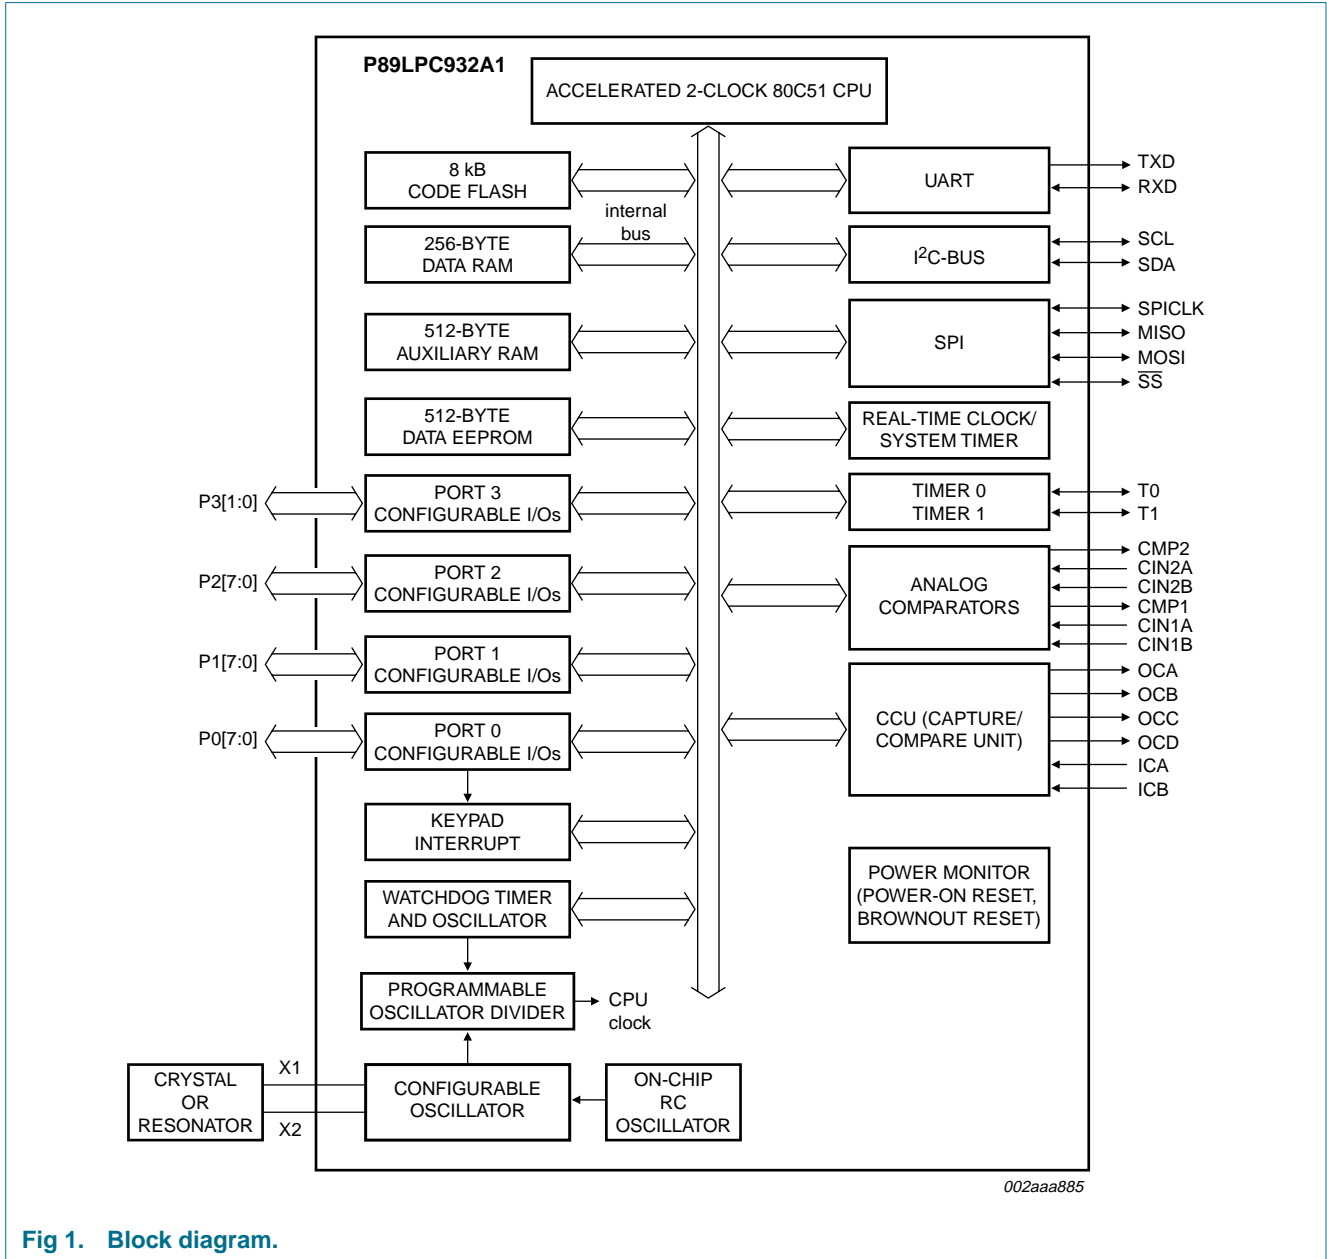 P89LPC932A1
ACCELERATED 2-CLOCK 80C51 CPU
8 kB
CODE FLASH
internal
bus
256-BYTE
DATA RAM
512-BYTE
AUXILIARY RAM
512-BYTE
DATA EEPROM
P3[1:0]
PORT 3
CONFIGURABLE I/Os
P2[7:0]
PORT 2
CONFIGURABLE I/Os
P1[7:0]
PORT 1
CONFIGURABLE I/Os
P0[7:0]
PORT 0
CONFIGURABLE I/Os
KEYPAD
INTERRUPT
WATCHDOG TIMER
AND OSCILLATOR
PROGRAMMABLE
OSCILLATOR DIVIDER
CPU
clock
CRYSTAL
OR
RESONATOR
X1
X2
CONFIGURABLE
OSCILLATOR
ON-CHIP
RC
OSCILLATOR
UART
TXD
RXD
I²C-BUS
SCL
SDA
SPI
SPICLK
MISO
MOSI
S̅S̅
REAL-TIME CLOCK/
SYSTEM TIMER
TIMER 0
TIMER 1
T0
T1
ANALOG
COMPARATORS
CMP2
CIN2A
CIN2B
CMP1
CIN1A
CIN1B
CCU (CAPTURE/
COMPARE UNIT)
OCA
OCB
OCC
OCD
ICA
ICB
POWER MONITOR
(POWER-ON RESET,
BROWNOUT RESET)
002aaa885
Fig 1. Block diagram.